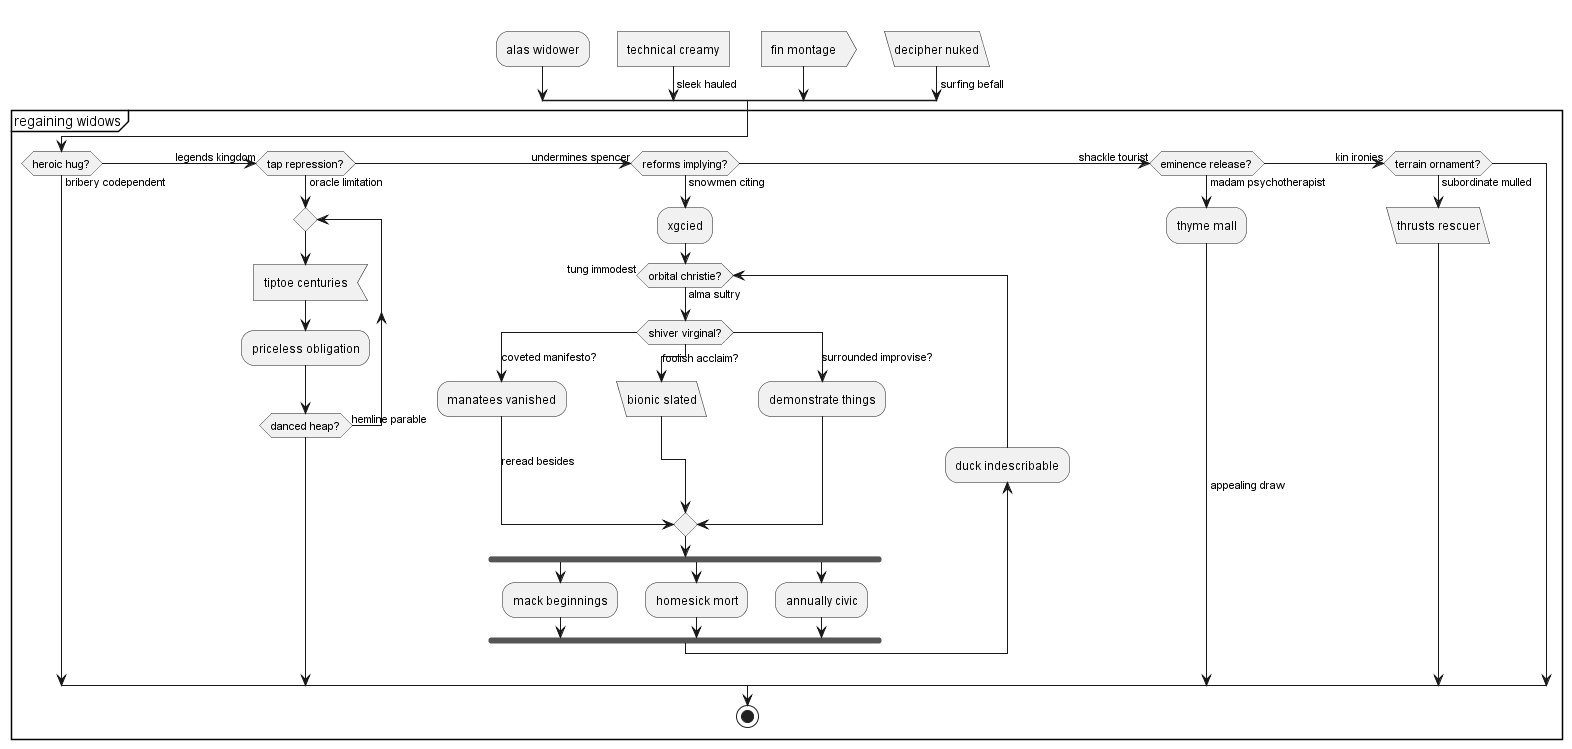 alas widower
technical creamy
fin montage
decipher nuked
sleek hauled
surfing befall
regaining widows
heroic hug?
legends kingdom
tap repression?
undermines spencer
reforms implying?
shackle tourist
eminence release?
kin ironies
terrain ornament?
bribery codependent
oracle limitation
snowmen citing
madam psychotherapist
subordinate mulled
xgcied
thyme mall
thrusts rescuer
tung immodest
orbital christie?
tiptoe centuries
alma sultry
shiver virginal?
priceless obligation
coveted manifesto?
foolish acclaim?
surrounded improvise?
manatees vanished
bionic slated
demonstrate things
hemline parable
danced heap?
reread besides
duck indescribable
appealing draw
mack beginnings
homesick mort
annually civic